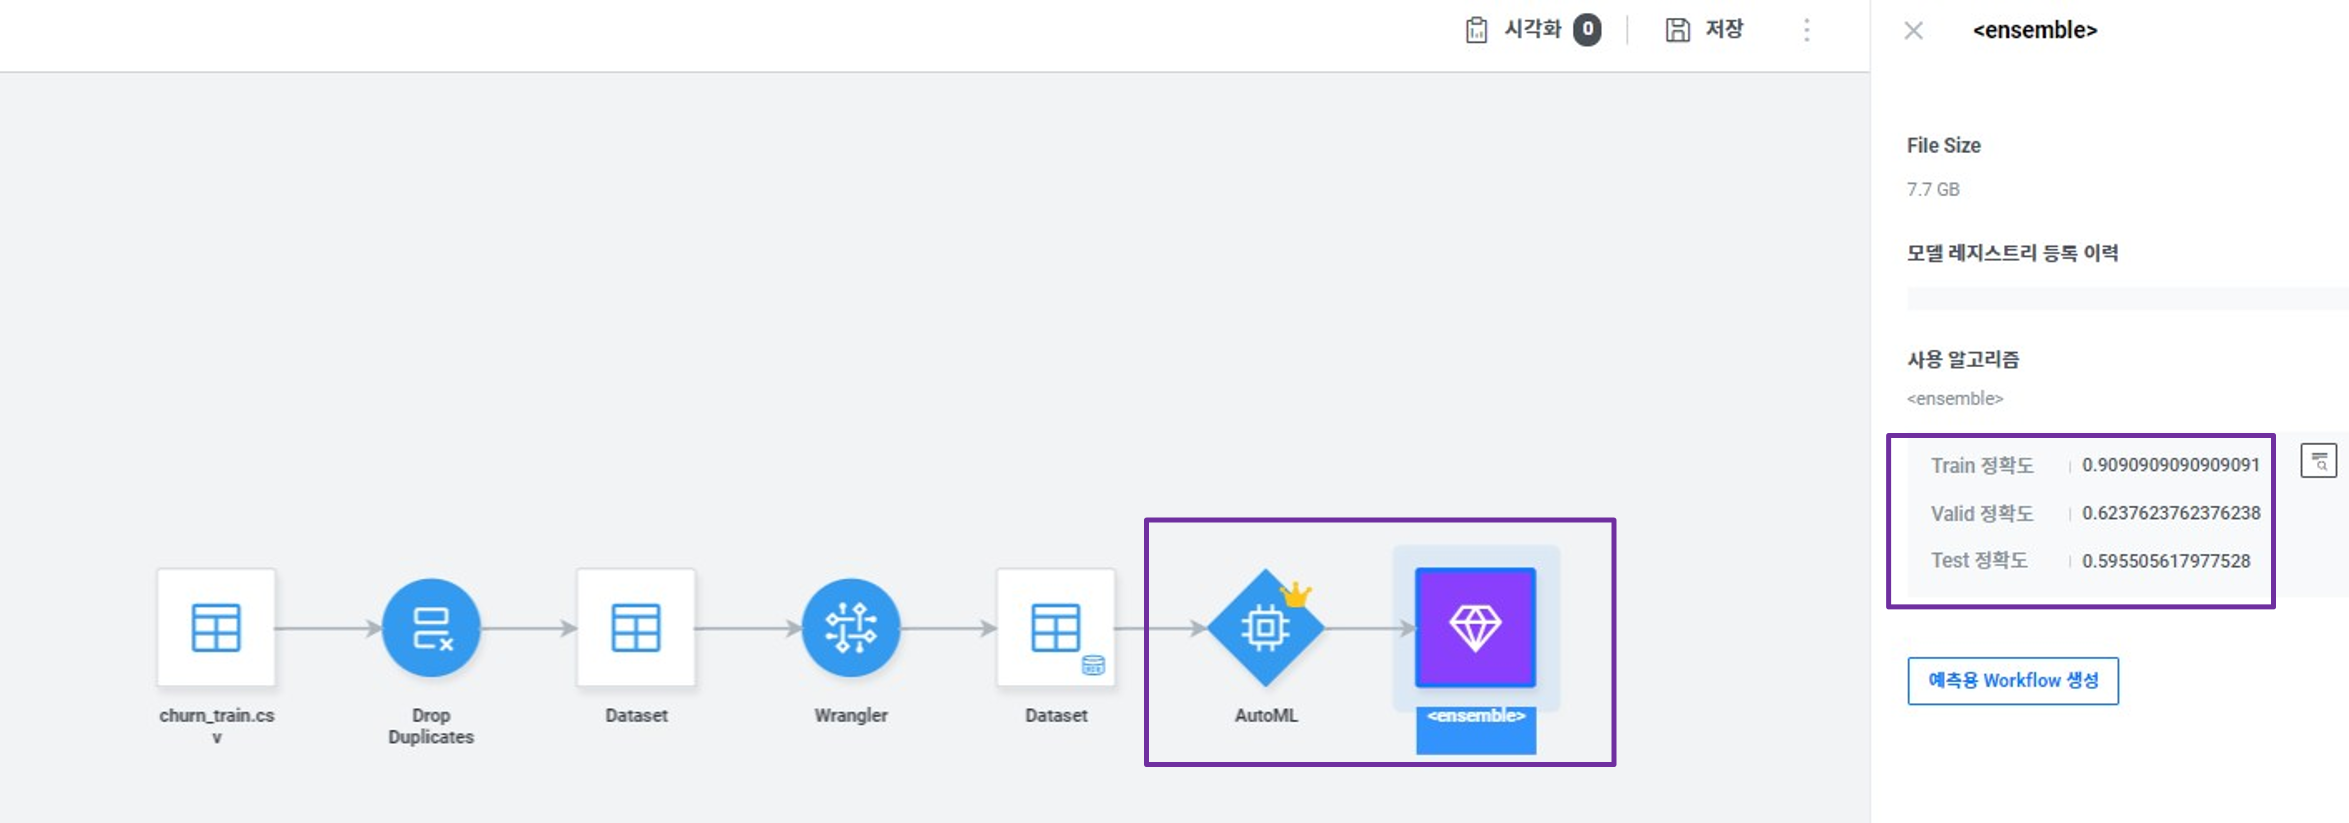 시각화 0
저장
<ensemble>
File Size
7.7 GB
모델 레지스트리 등록 이력
사용 알고리즘
<ensemble>
Train 정확도 0.9090909090909091
Valid 정확도 0.6237623762376238
Test 정확도 0.595505617977528
예측용 Workflow 생성
churn_train.cs
v
Drop
Duplicates
Dataset
Wrangler
Dataset
AutoML
<ensemble>